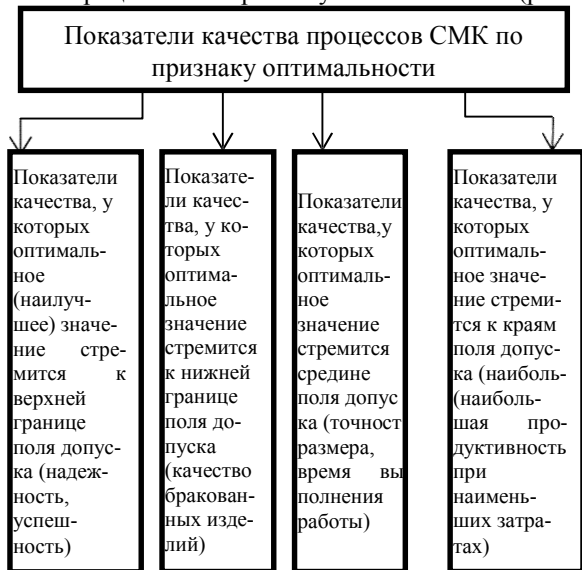 Показатели качества процессов СМК по
признаку оптимальности
Показатели
качества, у
которых
оптималь-
ное
(наилуч-
шее) значе-
ние стре-
мится к
верхней
границе
поля допус-
ка (надеж-
ность,
успеш-
ность)
Показате-
ли качес-
тва, у ко-
торых
оптима-
льное
значение
стремится
к нижней
границе
поля до-
пуска
(качество
бракован-
ных изде-
лий)
Показатели
качества,у
которых
оптималь-
ное
значение
стремится
средине
поля допус
ка (точност
размера,
время вы
полнения
работы)
Показатели
качества, у
которых
оптималь-
ное значе-
ние стреми-
тся к краям
поля допус-
ка (наиболь-
(наиболь-
шая про-
дуктивность
при
наимень-
ших затра-
тах)